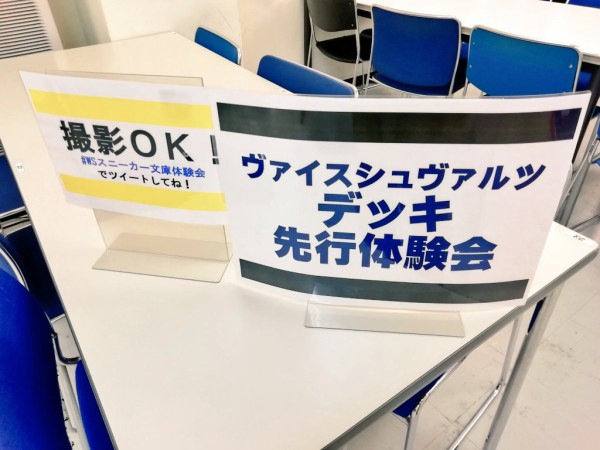 撮影OK!
#WSスニーカー文庫体験会
でツイートしてね!
ヴァイスシュヴァルツ
デッキ
先行体験会